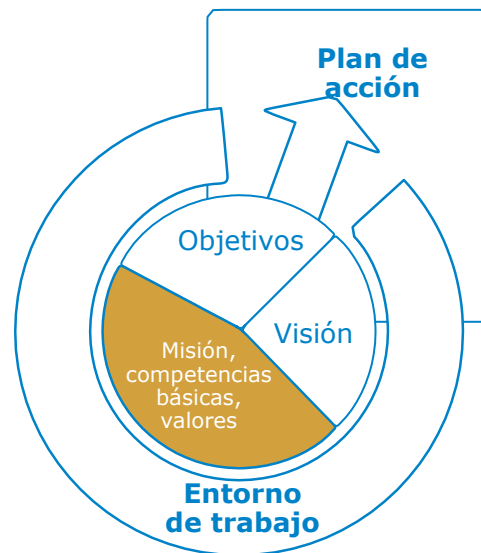 Plan de
acción
Objetivos
Visión
Misión,
competencias
básicas,
valores
Entorno
de trabajo